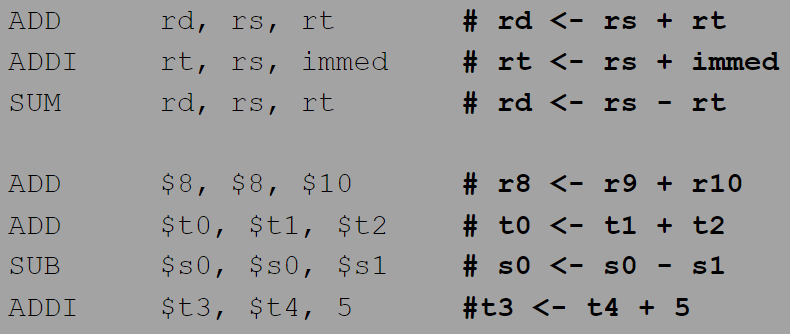 ADD rd, rs, rt # rd <- rs + rt
ADDI rt, rs, immed # rt <- rs + immed
SUM rd, rs, rt # rd <- rs - rt
ADD $8, $8, $10 # r8 <- r9 + r10
ADD $t0, $t1, $t2 # t0 <- t1 + t2
SUB $s0, $s0, $s1 # s0 <- s0 - s1
ADDI $t3, $t4, 5 #t3 <- t4 + 5